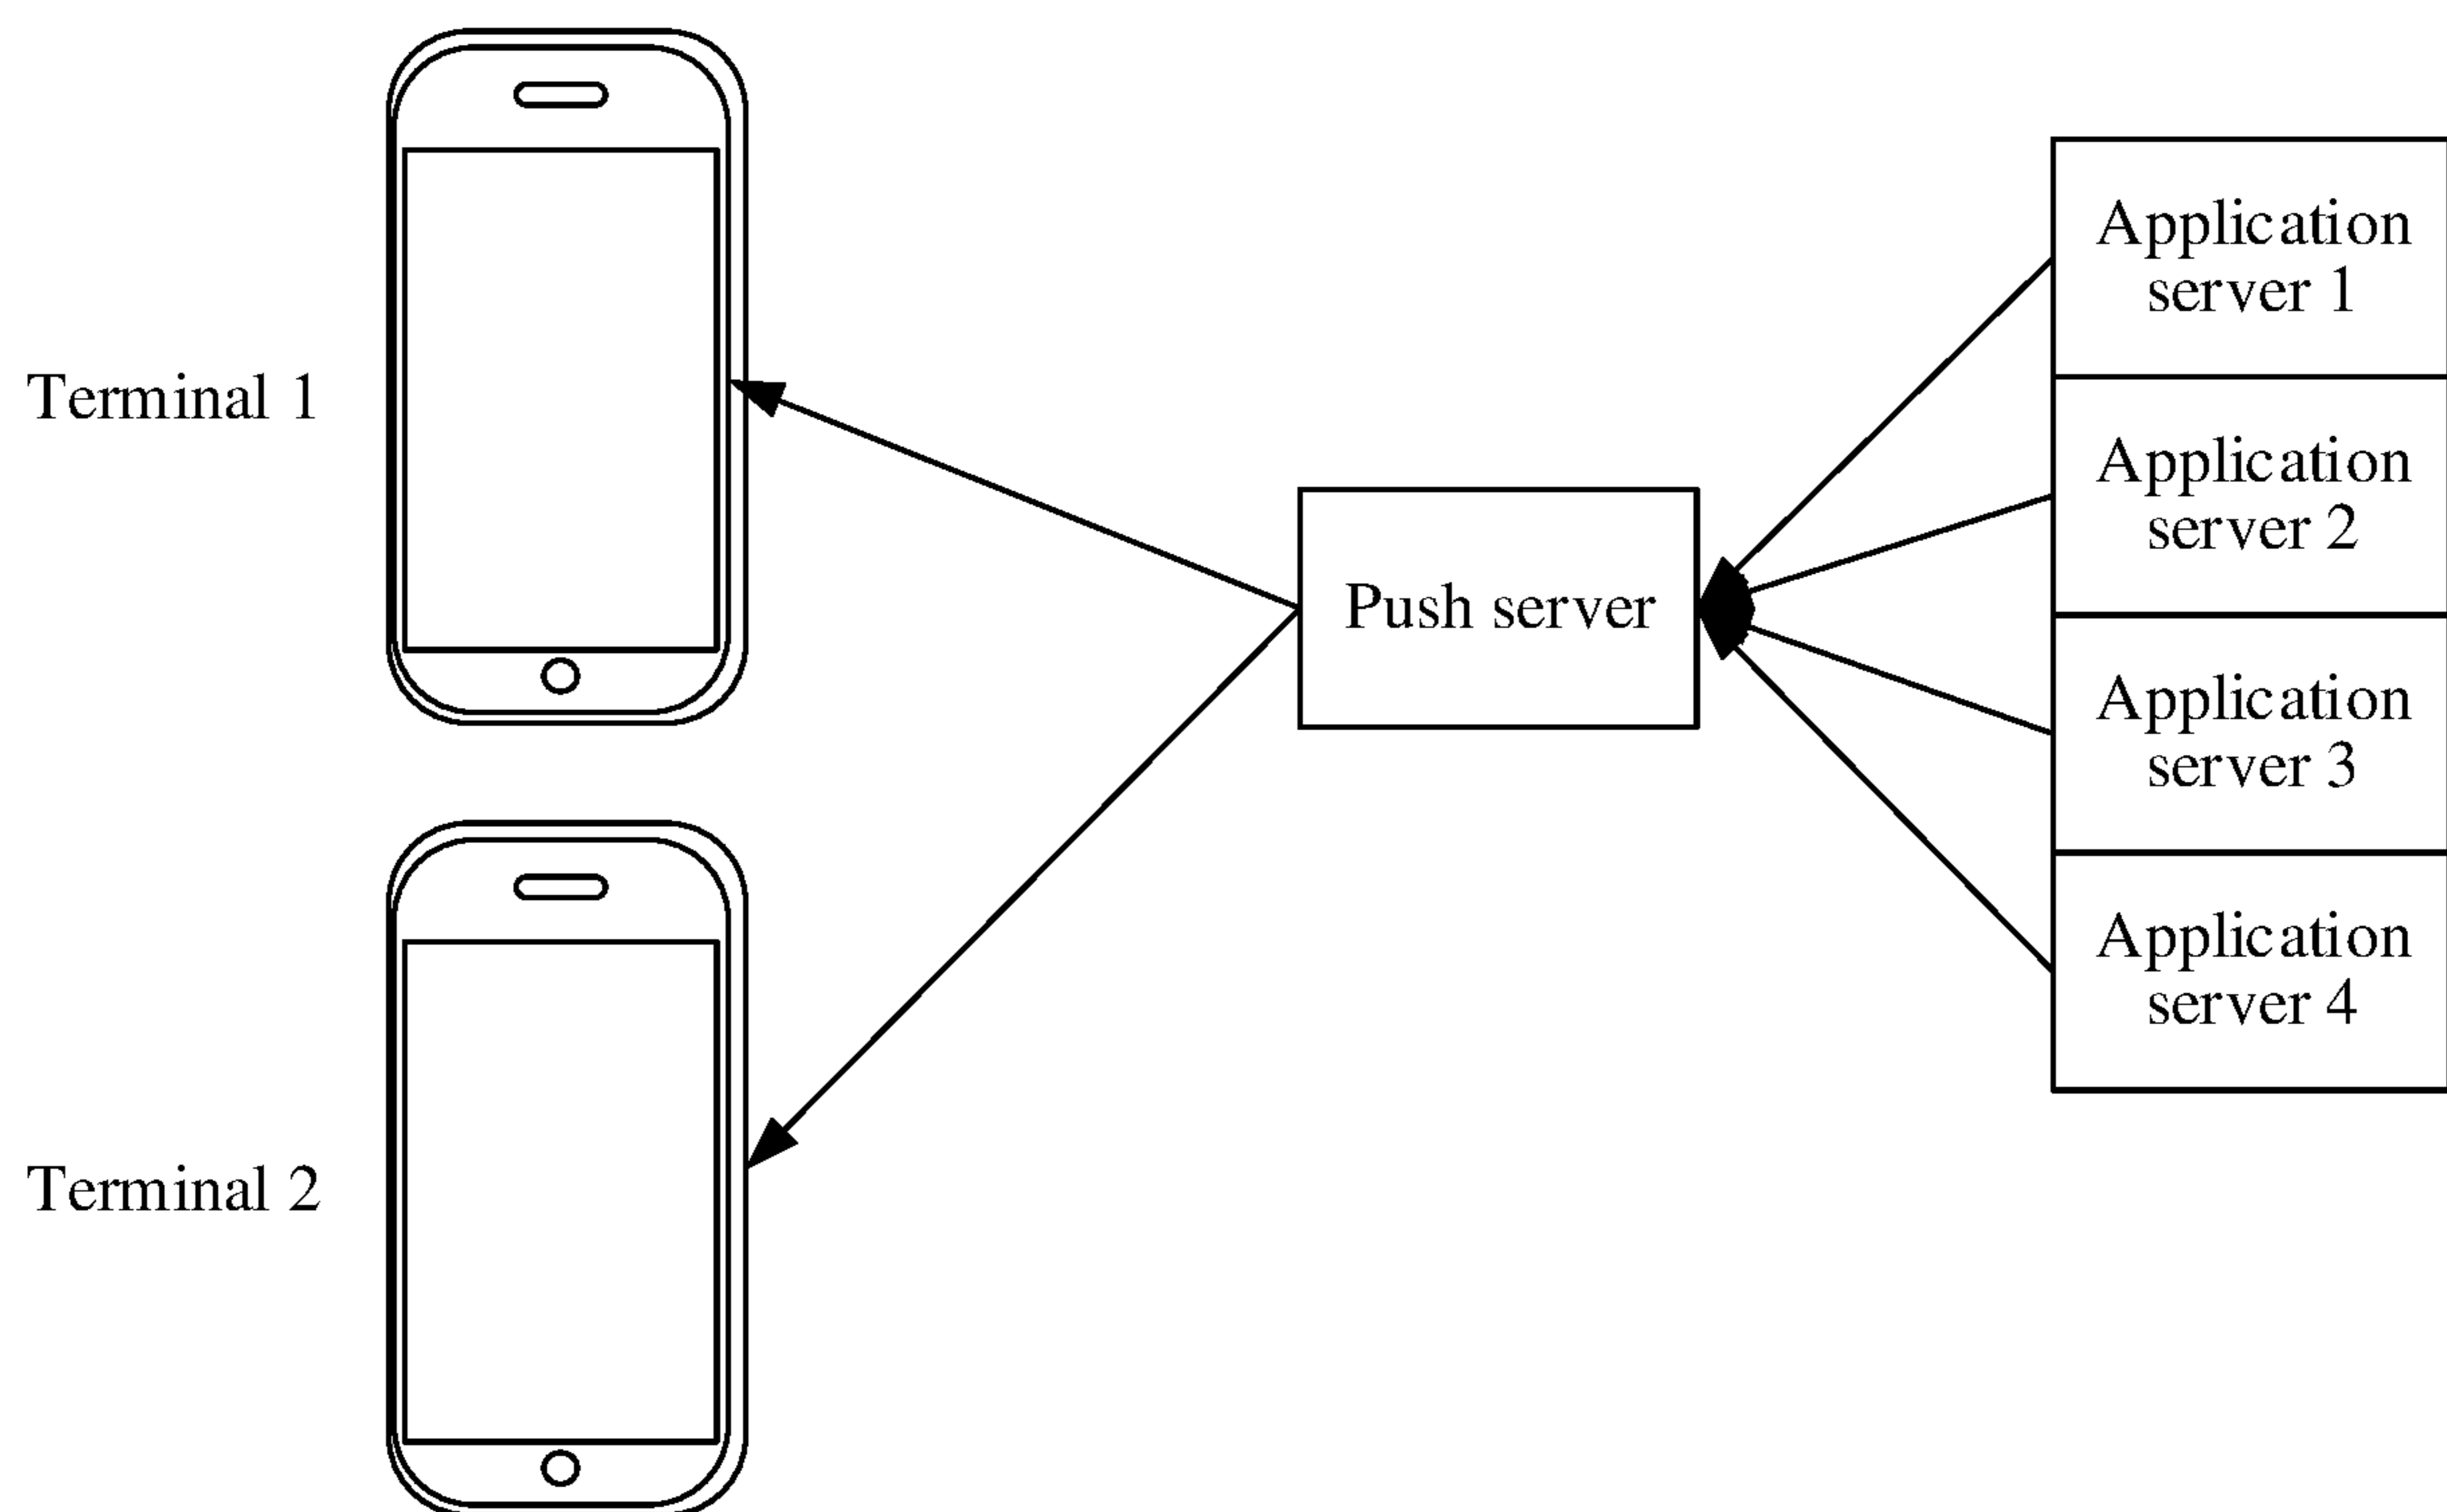 Terminal 1
Terminal 2
Push server
Application
server 1
Application
server 2
Application
server 3
Application
server 4